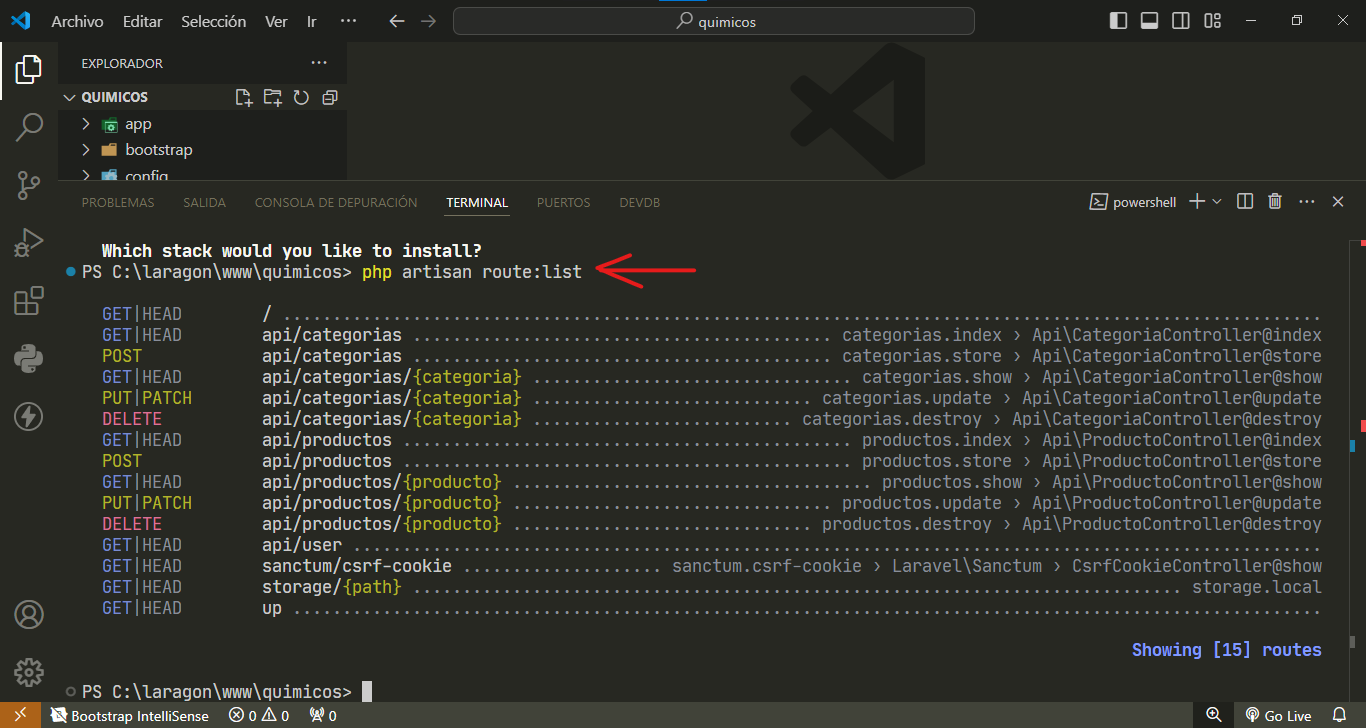 Archivo Editar Selección Ver Ir ··· quimicos
EXPLORADOR ···
QUIMICOS
app
bootstrap
config
PROBLEMAS SALIDA CONSOLA DE DEPURACIÓN TERMINAL PUERTOS DEVDB powershell ···
Which stack would you like to install?
PS C:\laragon\www\quimicos> php artisan route:list
GET|HEAD / ........................................................................................................
GET|HEAD api/categorias .......................................... categorias.index › Api\CategoriaController@index
POST api/categorias .......................................... categorias.store › Api\CategoriaController@store
GET|HEAD api/categorias/{categoria} ................................ categorias.show › Api\CategoriaController@show
PUT|PATCH api/categorias/{categoria} ............................ categorias.update › Api\CategoriaController@update
DELETE api/categorias/{categoria} .......................... categorias.destroy › Api\CategoriaController@destroy
GET|HEAD api/productos ............................................. productos.index › Api\ProductoController@index
POST api/productos ............................................. productos.store › Api\ProductoController@store
GET|HEAD api/productos/{producto} .................................... productos.show › Api\ProductoController@show
PUT|PATCH api/productos/{producto} ................................ productos.update › Api\ProductoController@update
DELETE api/productos/{producto} .............................. productos.destroy › Api\ProductoController@destroy
GET|HEAD api/user .................................................................................................
GET|HEAD sanctum/csrf-cookie .................... sanctum.csrf-cookie › Laravel\Sanctum › CsrfCookieController@show
GET|HEAD storage/{path} ............................................................................. storage.local
GET|HEAD up .......................................................................................................
Showing [15] routes
PS C:\laragon\www\quimicos>
Bootstrap IntelliSense 0 0 0 Go Live